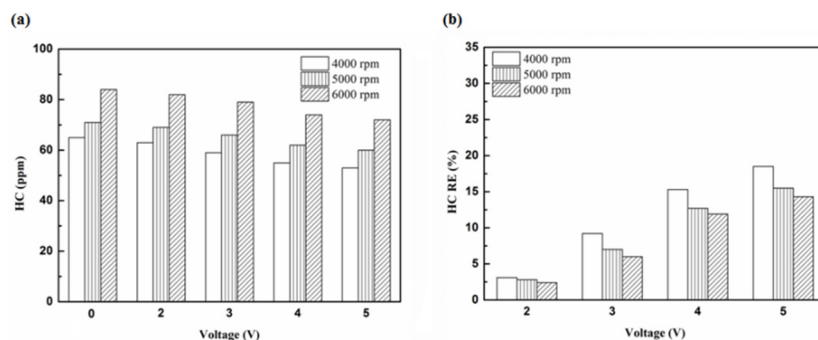 (a)
100
80
60
40
20
0
HC (ppm)
4000 rpm
5000 rpm
6000 rpm
0 2 3 4 5
Voltage (V)
(b)
35
30
25
20
15
10
5
0
HC RE (%)
4000 rpm
5000 rpm
6000 rpm
2 3 4 5
Voltage (V)